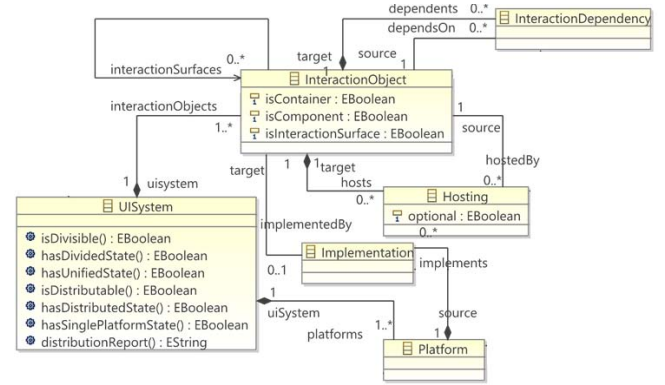 dependents 0..*
InteractionDependency
dependsOn 0..*
target source
0..* 1 1
interactionSurfaces
InteractionObject
isContainer : EBoolean
isComponent : EBoolean
isInteractionSurface : EBoolean
interactionObjects
1..*
1
source
hostedBy
0..*
target 1 1 target
hosts
0..*
Hosting
optional : EBoolean
0..*
1 uisystem
UISystem
isDivisible() : EBoolean
hasDividedState() : EBoolean
hasUnifiedState() : EBoolean
isDistributable() : EBoolean
hasDistributedState() : EBoolean
hasSinglePlatformState() : EBoolean
distributionReport() : EString
implementedBy
0..1
Implementation
implements
1
uiSystem
source
platforms 1..* 1
Platform